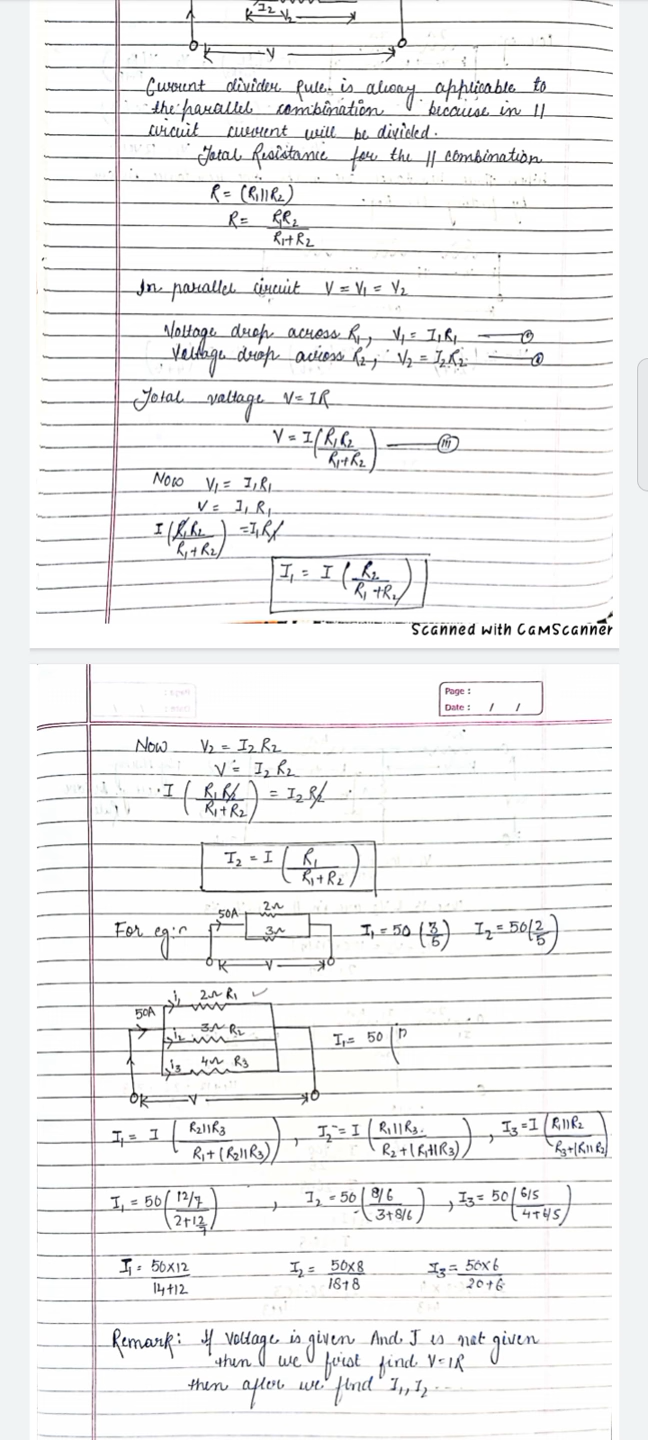 I2
V2
V
Current divider Rule. is alway applicable to
the parallel combination because in ||
circuit current will be divided.
Total Resistance for the || combination
R = (R1||R2)
R = R1R2
R1+R2
In parallel circuit V = V1 = V2
Voltage drop across R1, V1 = I1R1
Voltage drop across R2, V2 = I2R2
Total valtage V = IR
V = I (R1R2 / R1+R2) (iii)
Now V1 = I1R1
V = I1R1
I (R1R2 / R1+R2) = I1R1
I1 = I (R2 / R1+R2)
Scanned with CamScanner
Page :
Date : / /
Now V2 = I2 R2
V = I2 R2
I (R1R2 / R1+R2) = I2R2
I2 = I (R1 / R1+R2)
50A 2Ω
For eg:- 3Ω I1 = 50 (3/5) I2 = 50 (2/5)
V
i1 2Ω R1
50A
i2 3Ω R2 I1 = 50
i3 4Ω R3
V
I1 = I (R2||R3 / R1+(R2||R3)), I2 = I (R1||R3 / R2+(R1||R3)), I3 = I (R1||R2 / R3+(R1||R2)
I1 = 50 (12/7 / 2+12/7), I2 = 50 (8/6 / 3+8/6), I3 = 50 (6/5 / 4+6/5)
I1 = 50×12 / 14+12 I2 = 50×8 / 18+8 I3 = 50×6 / 20+6
Remark: If Voltage is given And I is not given
then we first find V=IR
then after we find I1, I2